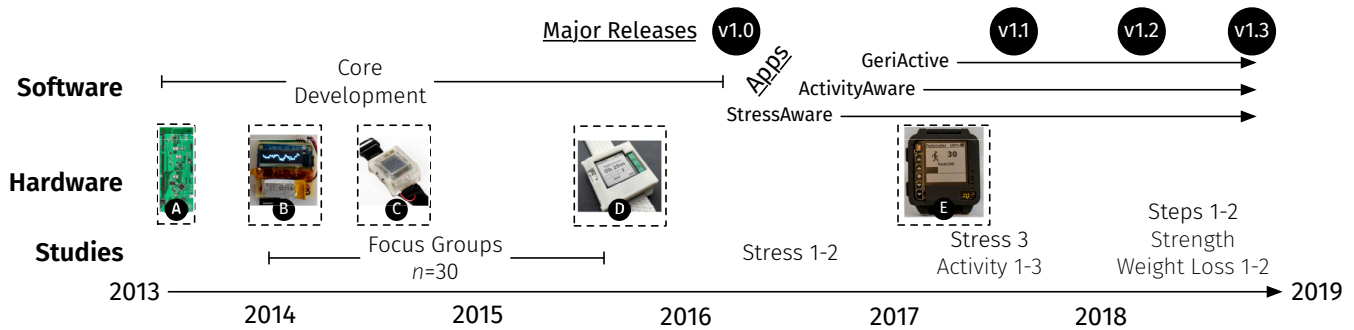 Major Releases v1.0 v1.1 v1.2 v1.3
Software
Core
Development
Apps
GeriActive
ActivityAware
StressAware
Hardware
A B C D E
30
Studies
Focus Groups
n=30
Stress 1-2
Stress 3
Activity 1-3
Steps 1-2
Strength
Weight Loss 1-2
2013 2019
2014 2015 2016 2017 2018